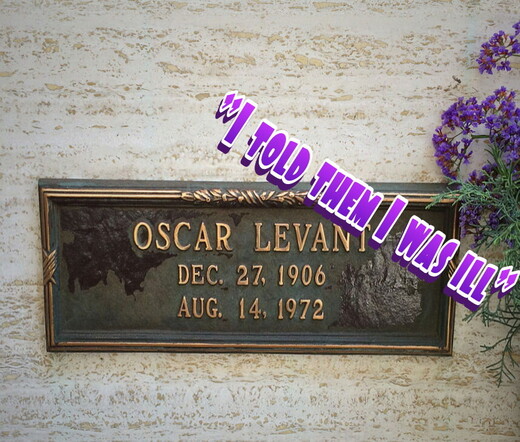 "I TOLD THEM I WAS ILL"
OSCAR LEVANT
DEC. 27, 1906
AUG. 14, 1972